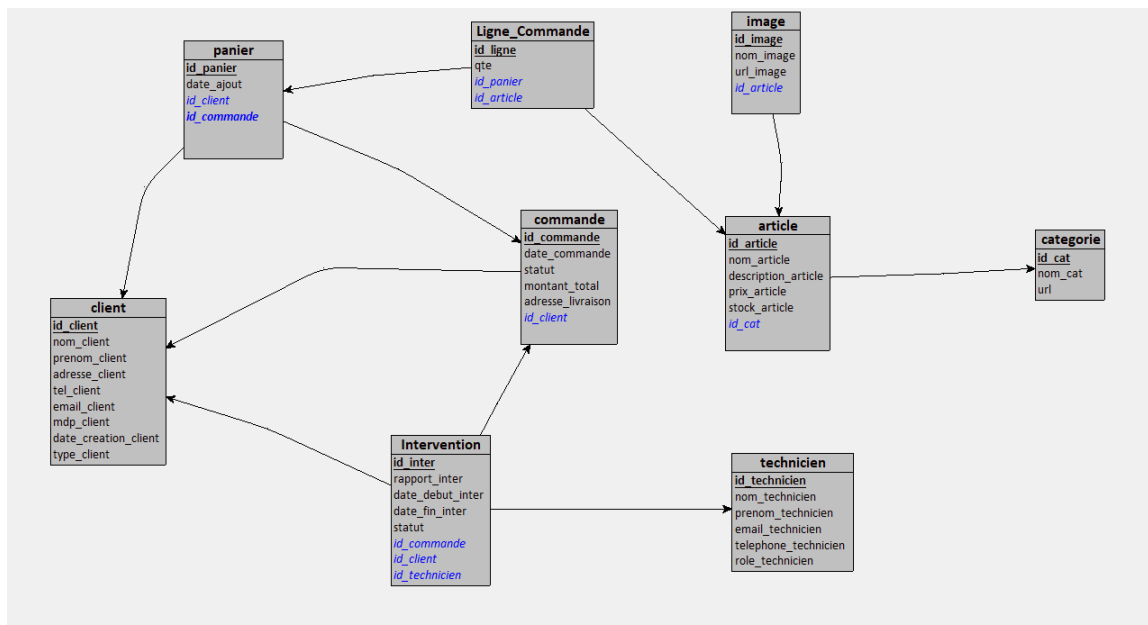 panier
id_panier
date_ajout
id_client
id_commande
Ligne_Commande
id_ligne
qte
id_panier
id_article
image
id_image
nom_image
url_image
id_article
commande
id_commande
date_commande
statut
montant_total
adresse_livraison
id_client
article
id_article
nom_article
description_article
prix_article
stock_article
id_cat
categorie
id_cat
nom_cat
url
client
id_client
nom_client
prenom_client
adresse_client
tel_client
email_client
mdp_client
date_creation_client
type_client
Intervention
id_inter
rapport_inter
date_debut_inter
date_fin_inter
statut
id_commande
id_client
id_technicien
technicien
id_technicien
nom_technicien
prenom_technicien
email_technicien
telephone_technicien
role_technicien